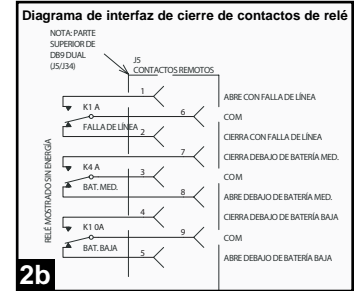 Diagrama de interfaz de cierre de contactos de relé
NOTA: PARTE
SUPERIOR DE
DB9 DUAL
(J5/J34)
J5
CONTACTOS REMOTOS
1
ABRE CON FALLA DE LÍNEA
K1 A
6
COM
FALLA DE LÍNEA
2
CIERRA CON FALLA DE LÍNEA
7
CIERRA DEBAJO DE BATERÍA MED.
K4 A
3
COM
BAT. MED.
8
ABRE DEBAJO DE BATERÍA MED.
4
CIERRA DEBAJO DE BATERÍA BAJA
K1 0A
9
COM
BAT. BAJA
5
ABRE DEBAJO DE BATERÍA BAJA
RELÉ MOSTRADO SIN ENERGÍA
2b